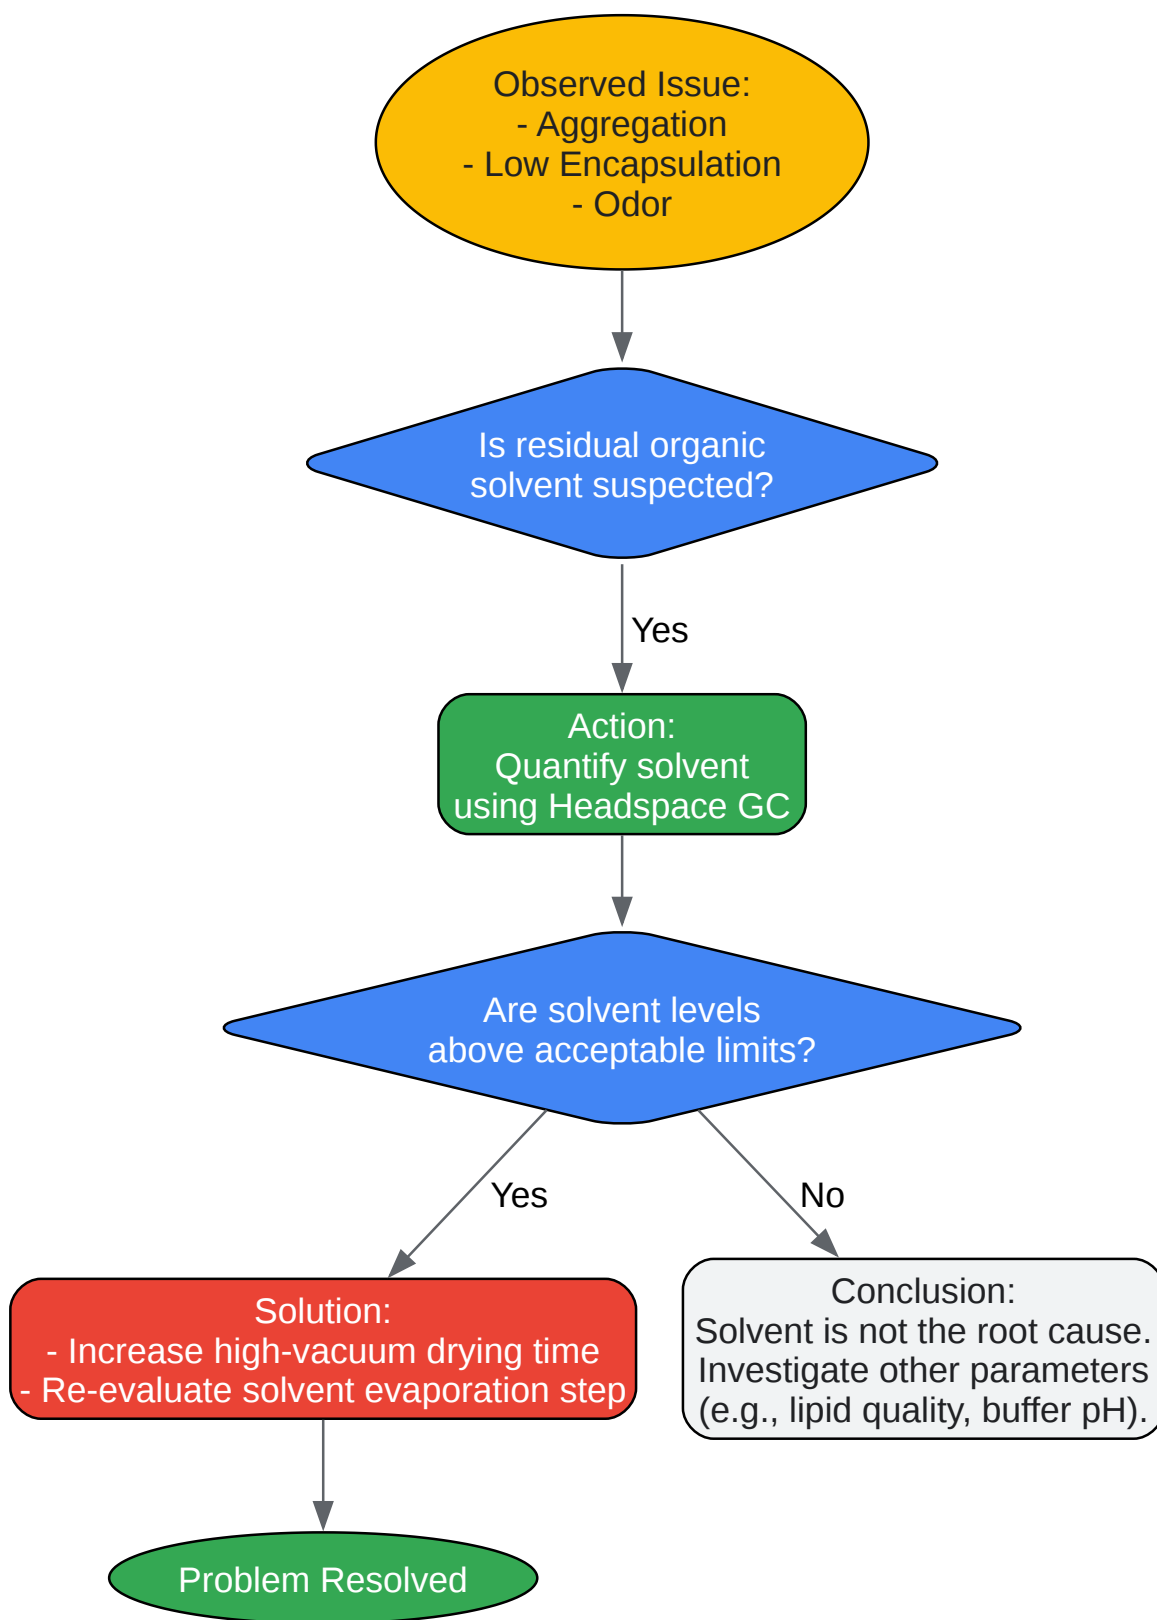 Observed Issue:
- Aggregation
- Low Encapsulation
- Odor
Is residual organic
solvent suspected?
Yes
Action:
Quantify solvent
using Headspace GC
Are solvent levels
above acceptable limits?
Yes
No
Solution:
- Increase high-vacuum drying time
- Re-evaluate solvent evaporation step
Conclusion:
Solvent is not the root cause.
Investigate other parameters
(e.g., lipid quality, buffer pH).
Problem Resolved